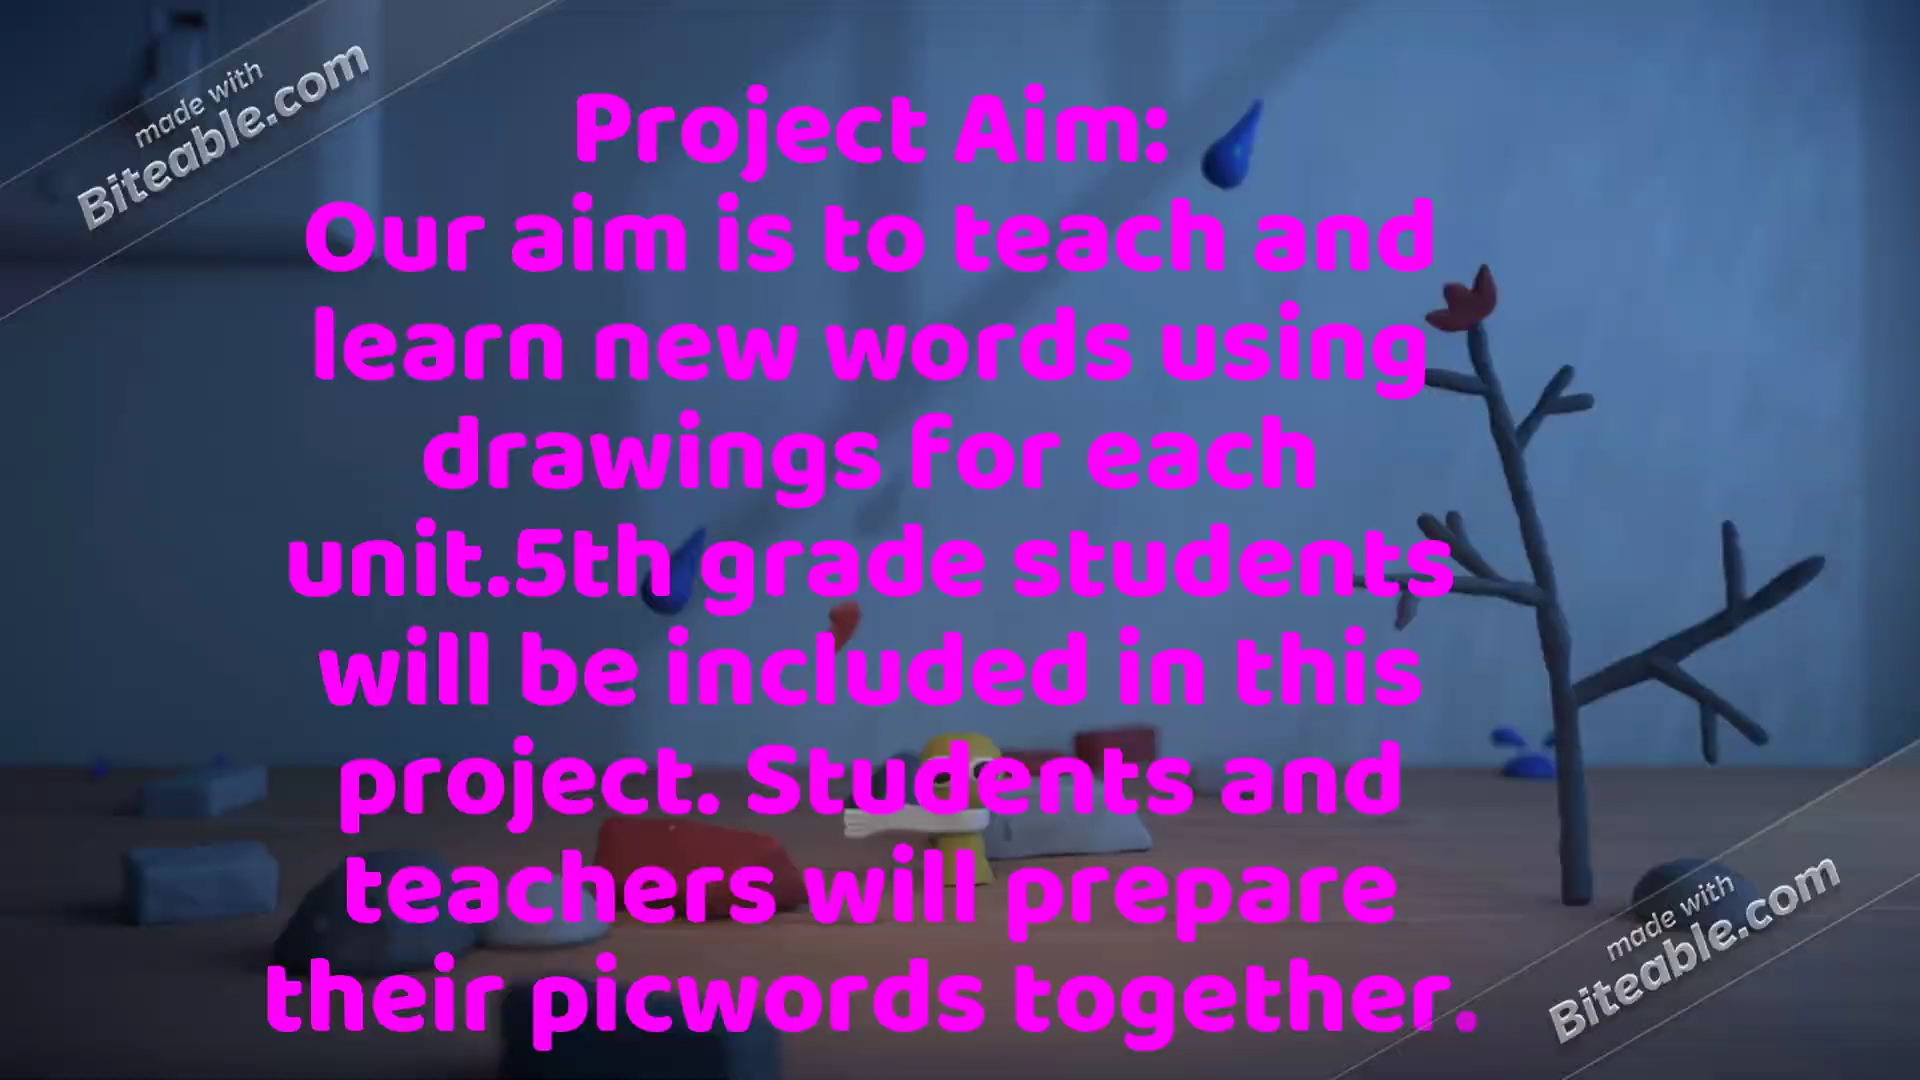 made with
Biteable.com
Project Aim:
Our aim is to teach and
learn new words using
drawings for each
unit.5th grade students
will be included in this
project. Students and
teachers will prepare
their picwords together.
made with
Biteable.com